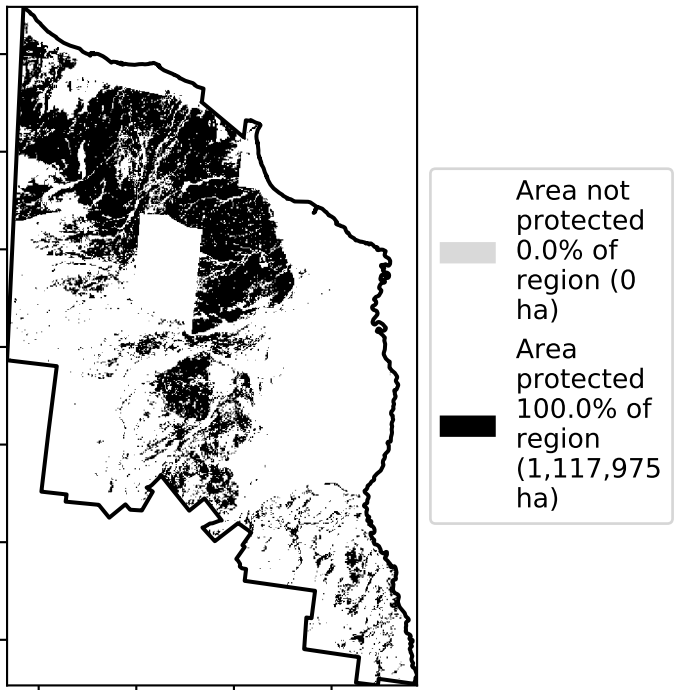 Area not
protected
0.0% of
region (0
ha)
Area
protected
100.0% of
region
(1,117,975
ha)